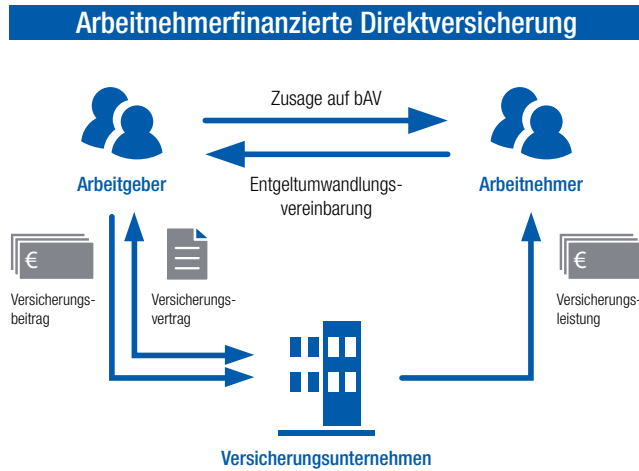 Arbeitnehmerfinanzierte Direktversicherung
Zusage auf bAV
Arbeitgeber
Entgeltumwandlungs-
vereinbarung
Arbeitnehmer
€
€
Versicherungs-
beitrag
Versicherungs-
vertrag
Versicherungs-
leistung
Versicherungsunternehmen